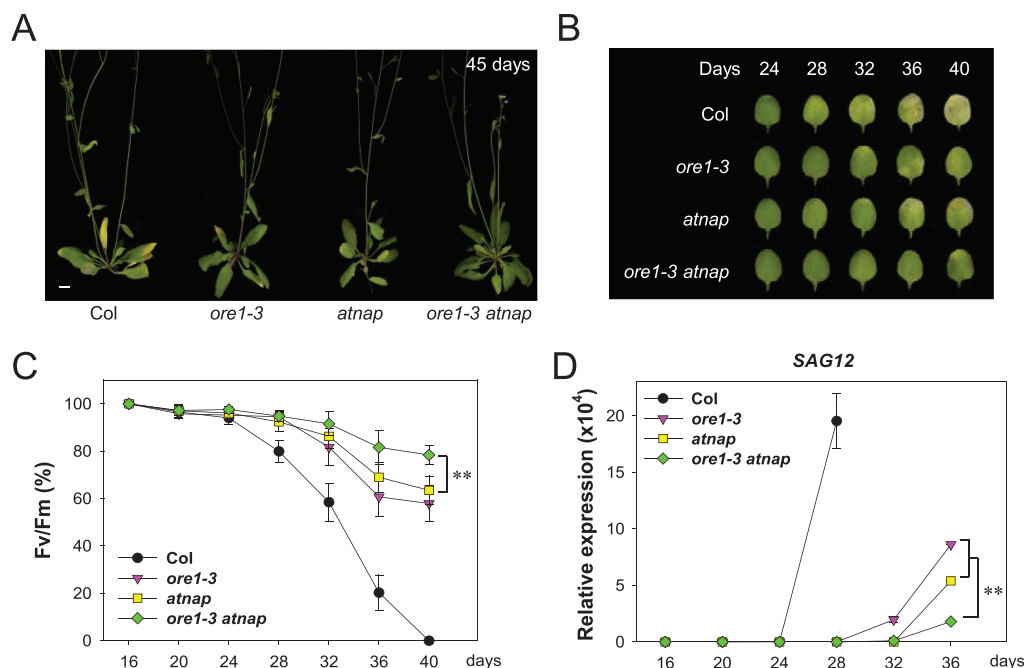 A
45 days
Col
ore1-3
atnap
ore1-3 atnap
B
Days 24 28 32 36 40
Col
ore1-3
atnap
ore1-3 atnap
C
Fv/Fm (%)
100
80
60
40
20
0
**
Col
ore1-3
atnap
ore1-3 atnap
16 20 24 28 32 36 40 days
D
SAG12
Relative expression (x10⁴)
20
15
10
5
0
Col
ore1-3
atnap
ore1-3 atnap
**
16 20 24 28 32 36 days